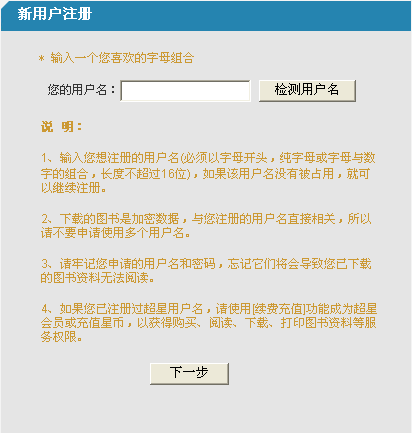 新用户注册
* 输入一个您喜欢的字母组合
您的用户名： 检测用户名
说 明：
1、输入您想注册的用户名(必须以字母开头，纯字母或字母与数
字的组合，长度不超过16位)，如果该用户名没有被占用，就可
以继续注册。
2、下载的图书是加密数据，与您注册的用户名直接相关，所以
请不要申请使用多个用户名。
3、请牢记您申请的用户名和密码，忘记它们将会导致您已下载
的图书资料无法阅读。
4、如果您已注册过超星用户名，请使用[续费充值]功能成为超星
会员或充值星币，以获得购买、阅读、下载、打印图书资料等服
务权限。
下一步